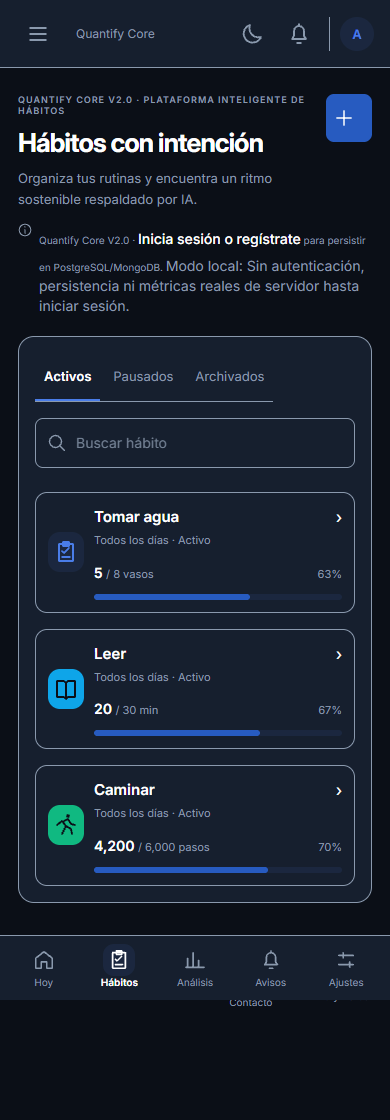 Quantify Core
A
QUANTIFY CORE V2.0 · PLATAFORMA INTELIGENTE DE
HÁBITOS
Hábitos con intención
Organiza tus rutinas y encuentra un ritmo
sostenible respaldado por IA.
Quantify Core V2.0 · Inicia sesión o regístrate para persistir
en PostgreSQL/MongoDB. Modo local: Sin autenticación,
persistencia ni métricas reales de servidor hasta
iniciar sesión.
Activos Pausados Archivados
Buscar hábito
Tomar agua
Todos los días · Activo
5 / 8 vasos 63%
Leer
Todos los días · Activo
20 / 30 min 67%
Caminar
Todos los días · Activo
4,200 / 6,000 pasos 70%
Hoy Hábitos Análisis Avisos Ajustes
Contacto